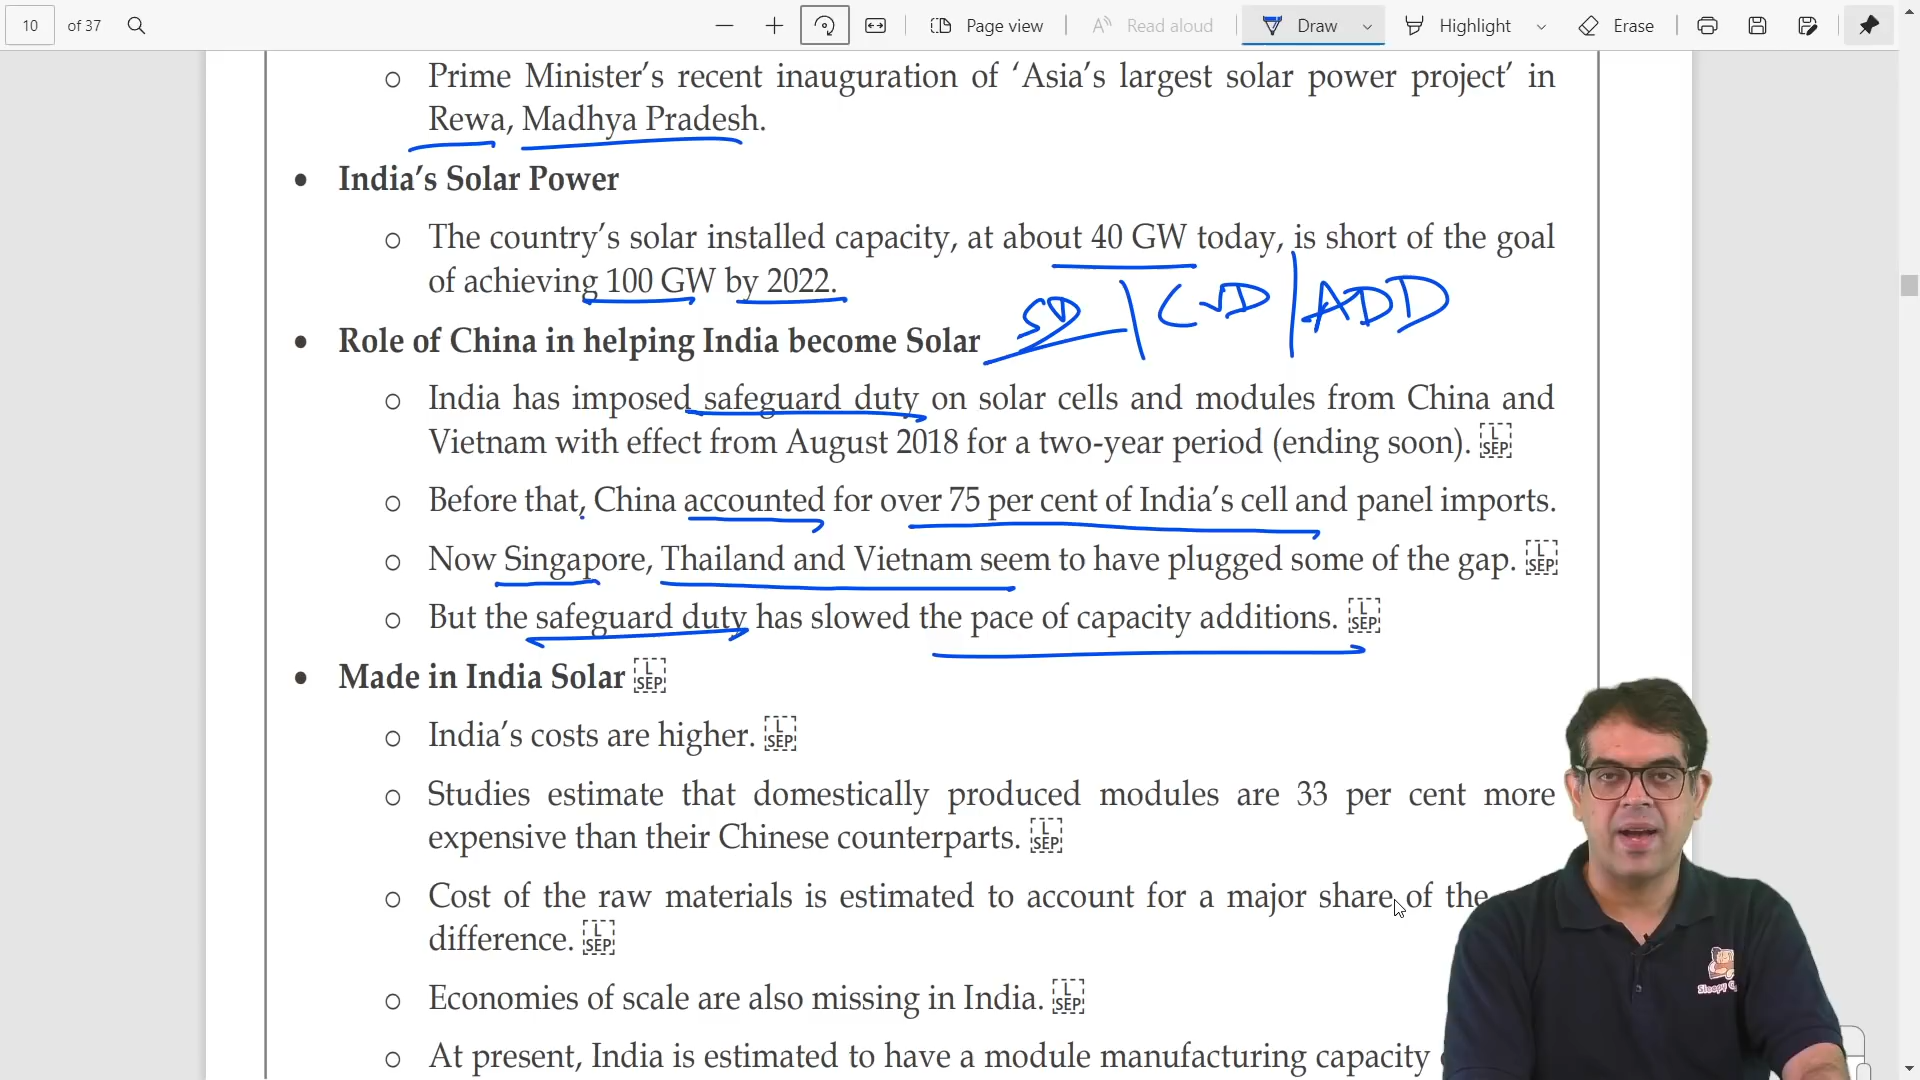 10 of 37 Page view Read aloud Draw Highlight Erase
o Prime Minister’s recent inauguration of ‘Asia’s largest solar power project’ in
Rewa, Madhya Pradesh.
• India’s Solar Power
o The country’s solar installed capacity, at about 40 GW today, is short of the goal
of achieving 100 GW by 2022.
SD | CVD | ADD
• Role of China in helping India become Solar
o India has imposed safeguard duty on solar cells and modules from China and
Vietnam with effect from August 2018 for a two-year period (ending soon). L SEP
o Before that, China accounted for over 75 per cent of India’s cell and panel imports.
o Now Singapore, Thailand and Vietnam seem to have plugged some of the gap. L SEP
o But the safeguard duty has slowed the pace of capacity additions. L SEP
• Made in India Solar L SEP
o India’s costs are higher. L SEP
o Studies estimate that domestically produced modules are 33 per cent more
expensive than their Chinese counterparts. L SEP
o Cost of the raw materials is estimated to account for a major share of the
difference. L SEP
o Economies of scale are also missing in India. L SEP
o At present, India is estimated to have a module manufacturing capacity
Sleepy